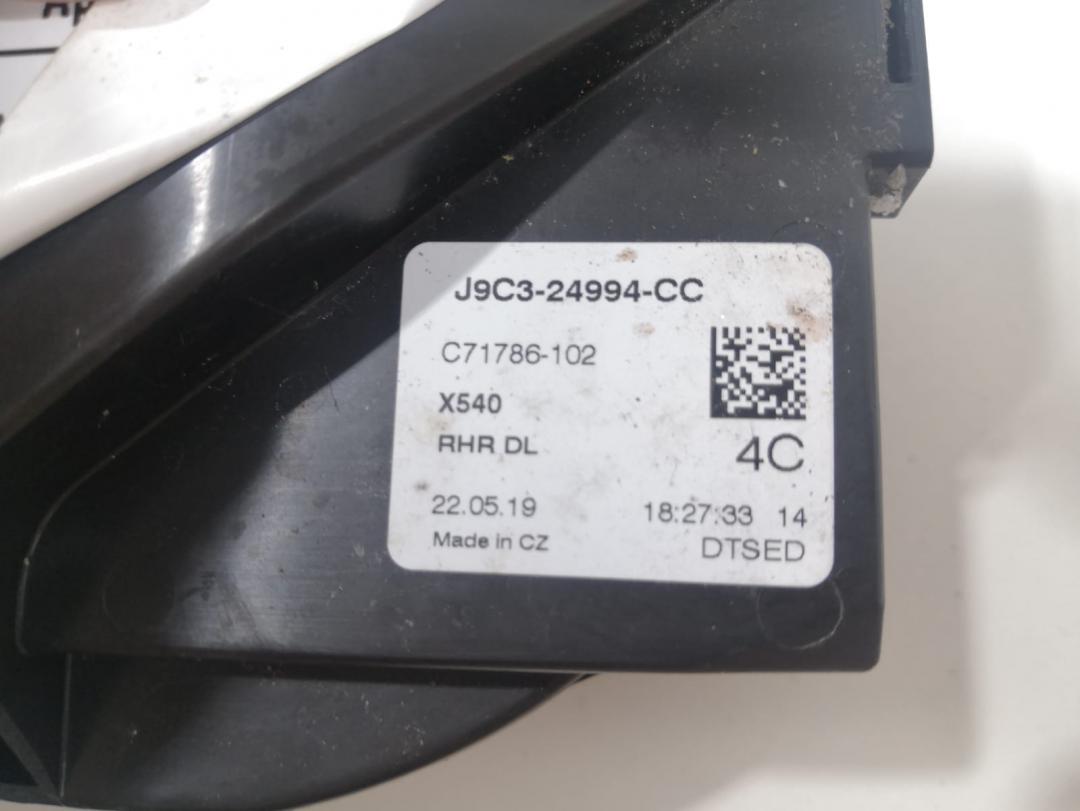 J9C3-24994-CC
C71786-102
X540
RHR DL
4C
22.05.19 18:27:33 14
Made in CZ DTSED